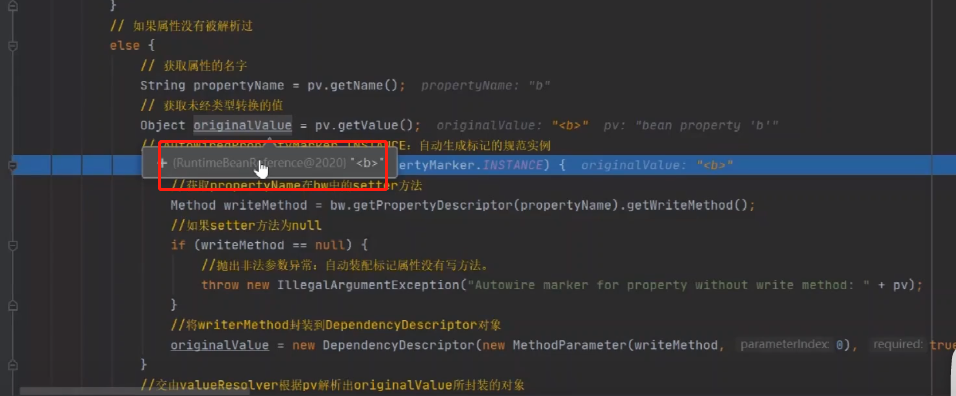 }
// 如果属性没有被解析过
else {
// 获取属性的名字
String propertyName = pv.getName(); propertyName: "b"
// 获取未经类型转换的值
Object originalValue = pv.getValue(); originalValue: "<b>" pv: "bean property 'b'"
INSTANCE: 自动生成标记的规范实例
+ {RuntimeBeanReference@2020} "<b>" ertyMarker.INSTANCE) { originalValue: "<b>"
//获取propertyName在bw中的setter方法
Method writeMethod = bw.getPropertyDescriptor(propertyName).getWriteMethod();
//如果setter方法为null
if (writeMethod == null) {
//抛出非法参数异常: 自动装配标记属性没有写方法。
throw new IllegalArgumentException("Autowire marker for property without write method: " + pv);
}
//将writerMethod封装到DependencyDescriptor对象
originalValue = new DependencyDescriptor(new MethodParameter(writeMethod, parameterIndex: 0), required: true
}
//交由valueResolver根据pv解析出originalValue所封装的对象